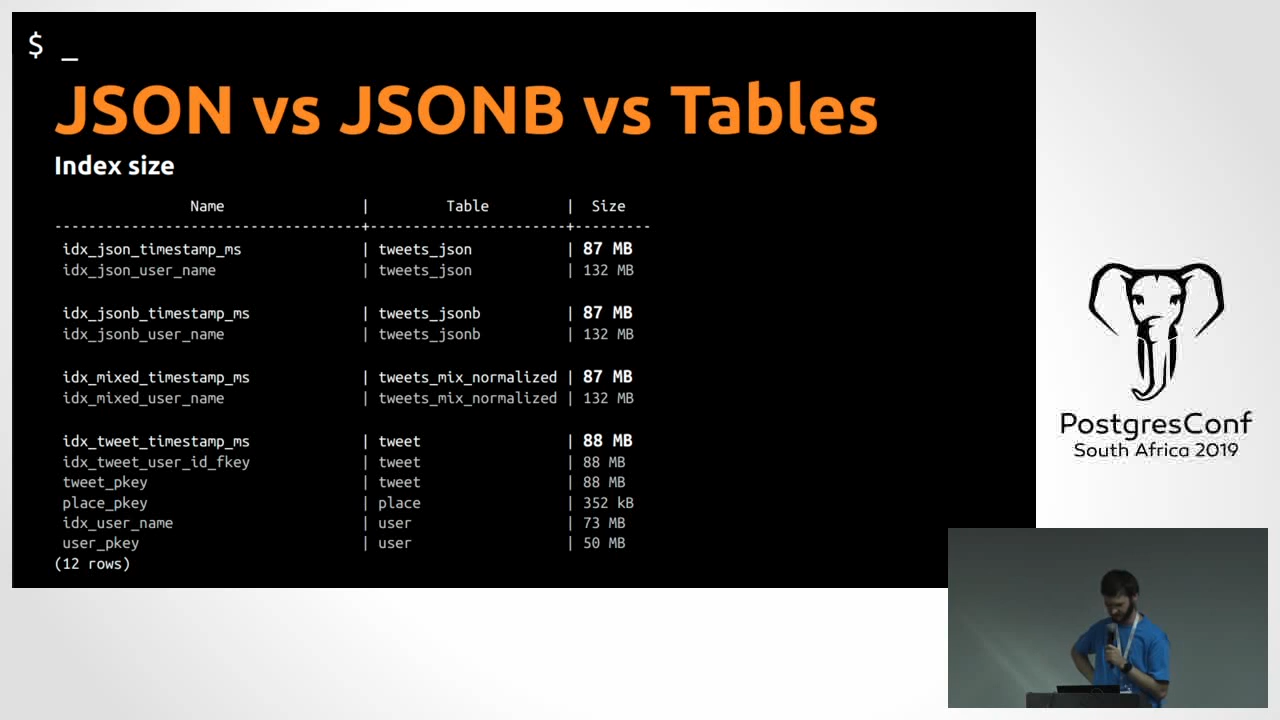 $ _
JSON vs JSONB vs Tables
Index size
Name | Table | Size
------------------------------------+-----------------------+---------
idx_json_timestamp_ms | tweets_json | 87 MB
idx_json_user_name | tweets_json | 132 MB
idx_jsonb_timestamp_ms | tweets_jsonb | 87 MB
idx_jsonb_user_name | tweets_jsonb | 132 MB
idx_mixed_timestamp_ms | tweets_mix_normalized | 87 MB
idx_mixed_user_name | tweets_mix_normalized | 132 MB
idx_tweet_timestamp_ms | tweet | 88 MB
idx_tweet_user_id_fkey | tweet | 88 MB
tweet_pkey | tweet | 88 MB
place_pkey | place | 352 kB
idx_user_name | user | 73 MB
user_pkey | user | 50 MB
(12 rows)
PostgresConf
South Africa 2019